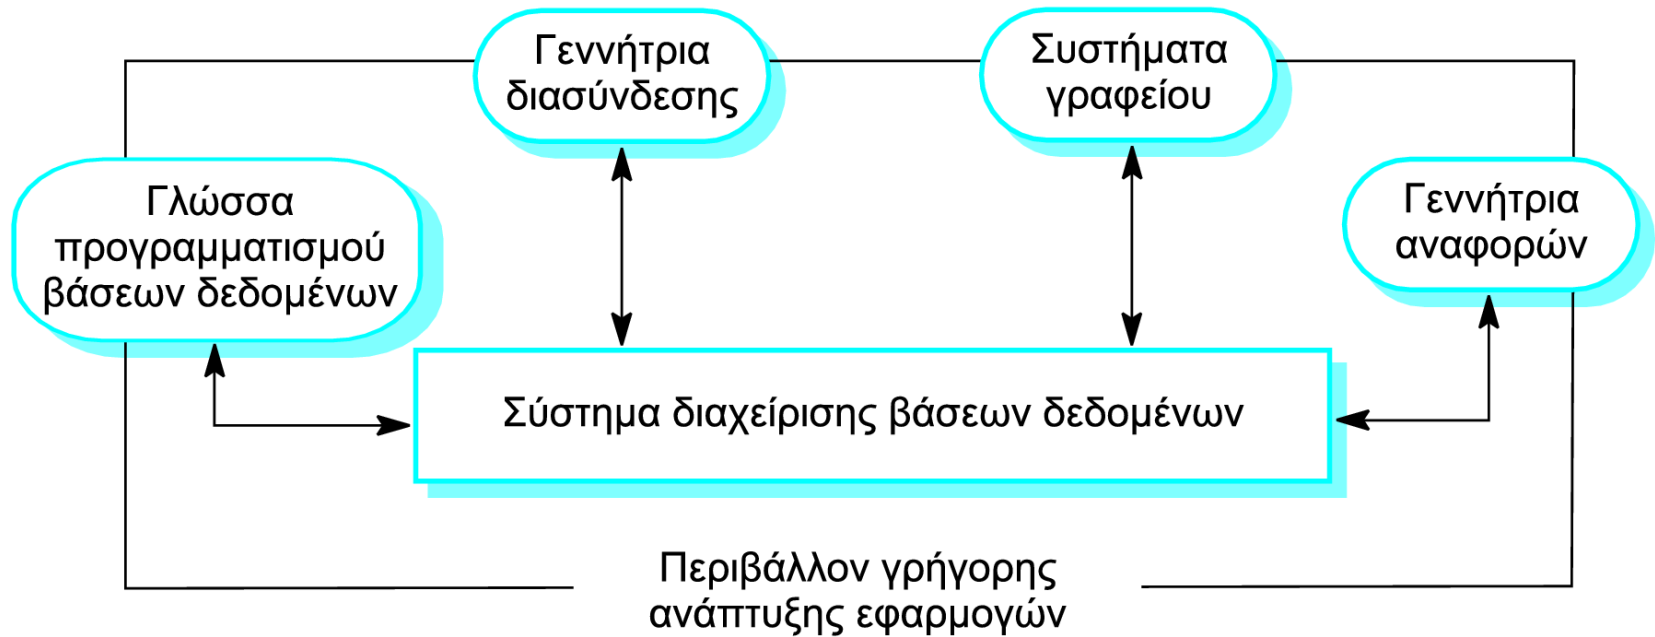 Γεννήτρια
διασύνδεσης
Συστήματα
γραφείου
Γλώσσα
προγραμματισμού
βάσεων δεδομένων
Γεννήτρια
αναφορών
Σύστημα διαχείρισης βάσεων δεδομένων
Περιβάλλον γρήγορης
ανάπτυξης εφαρμογών